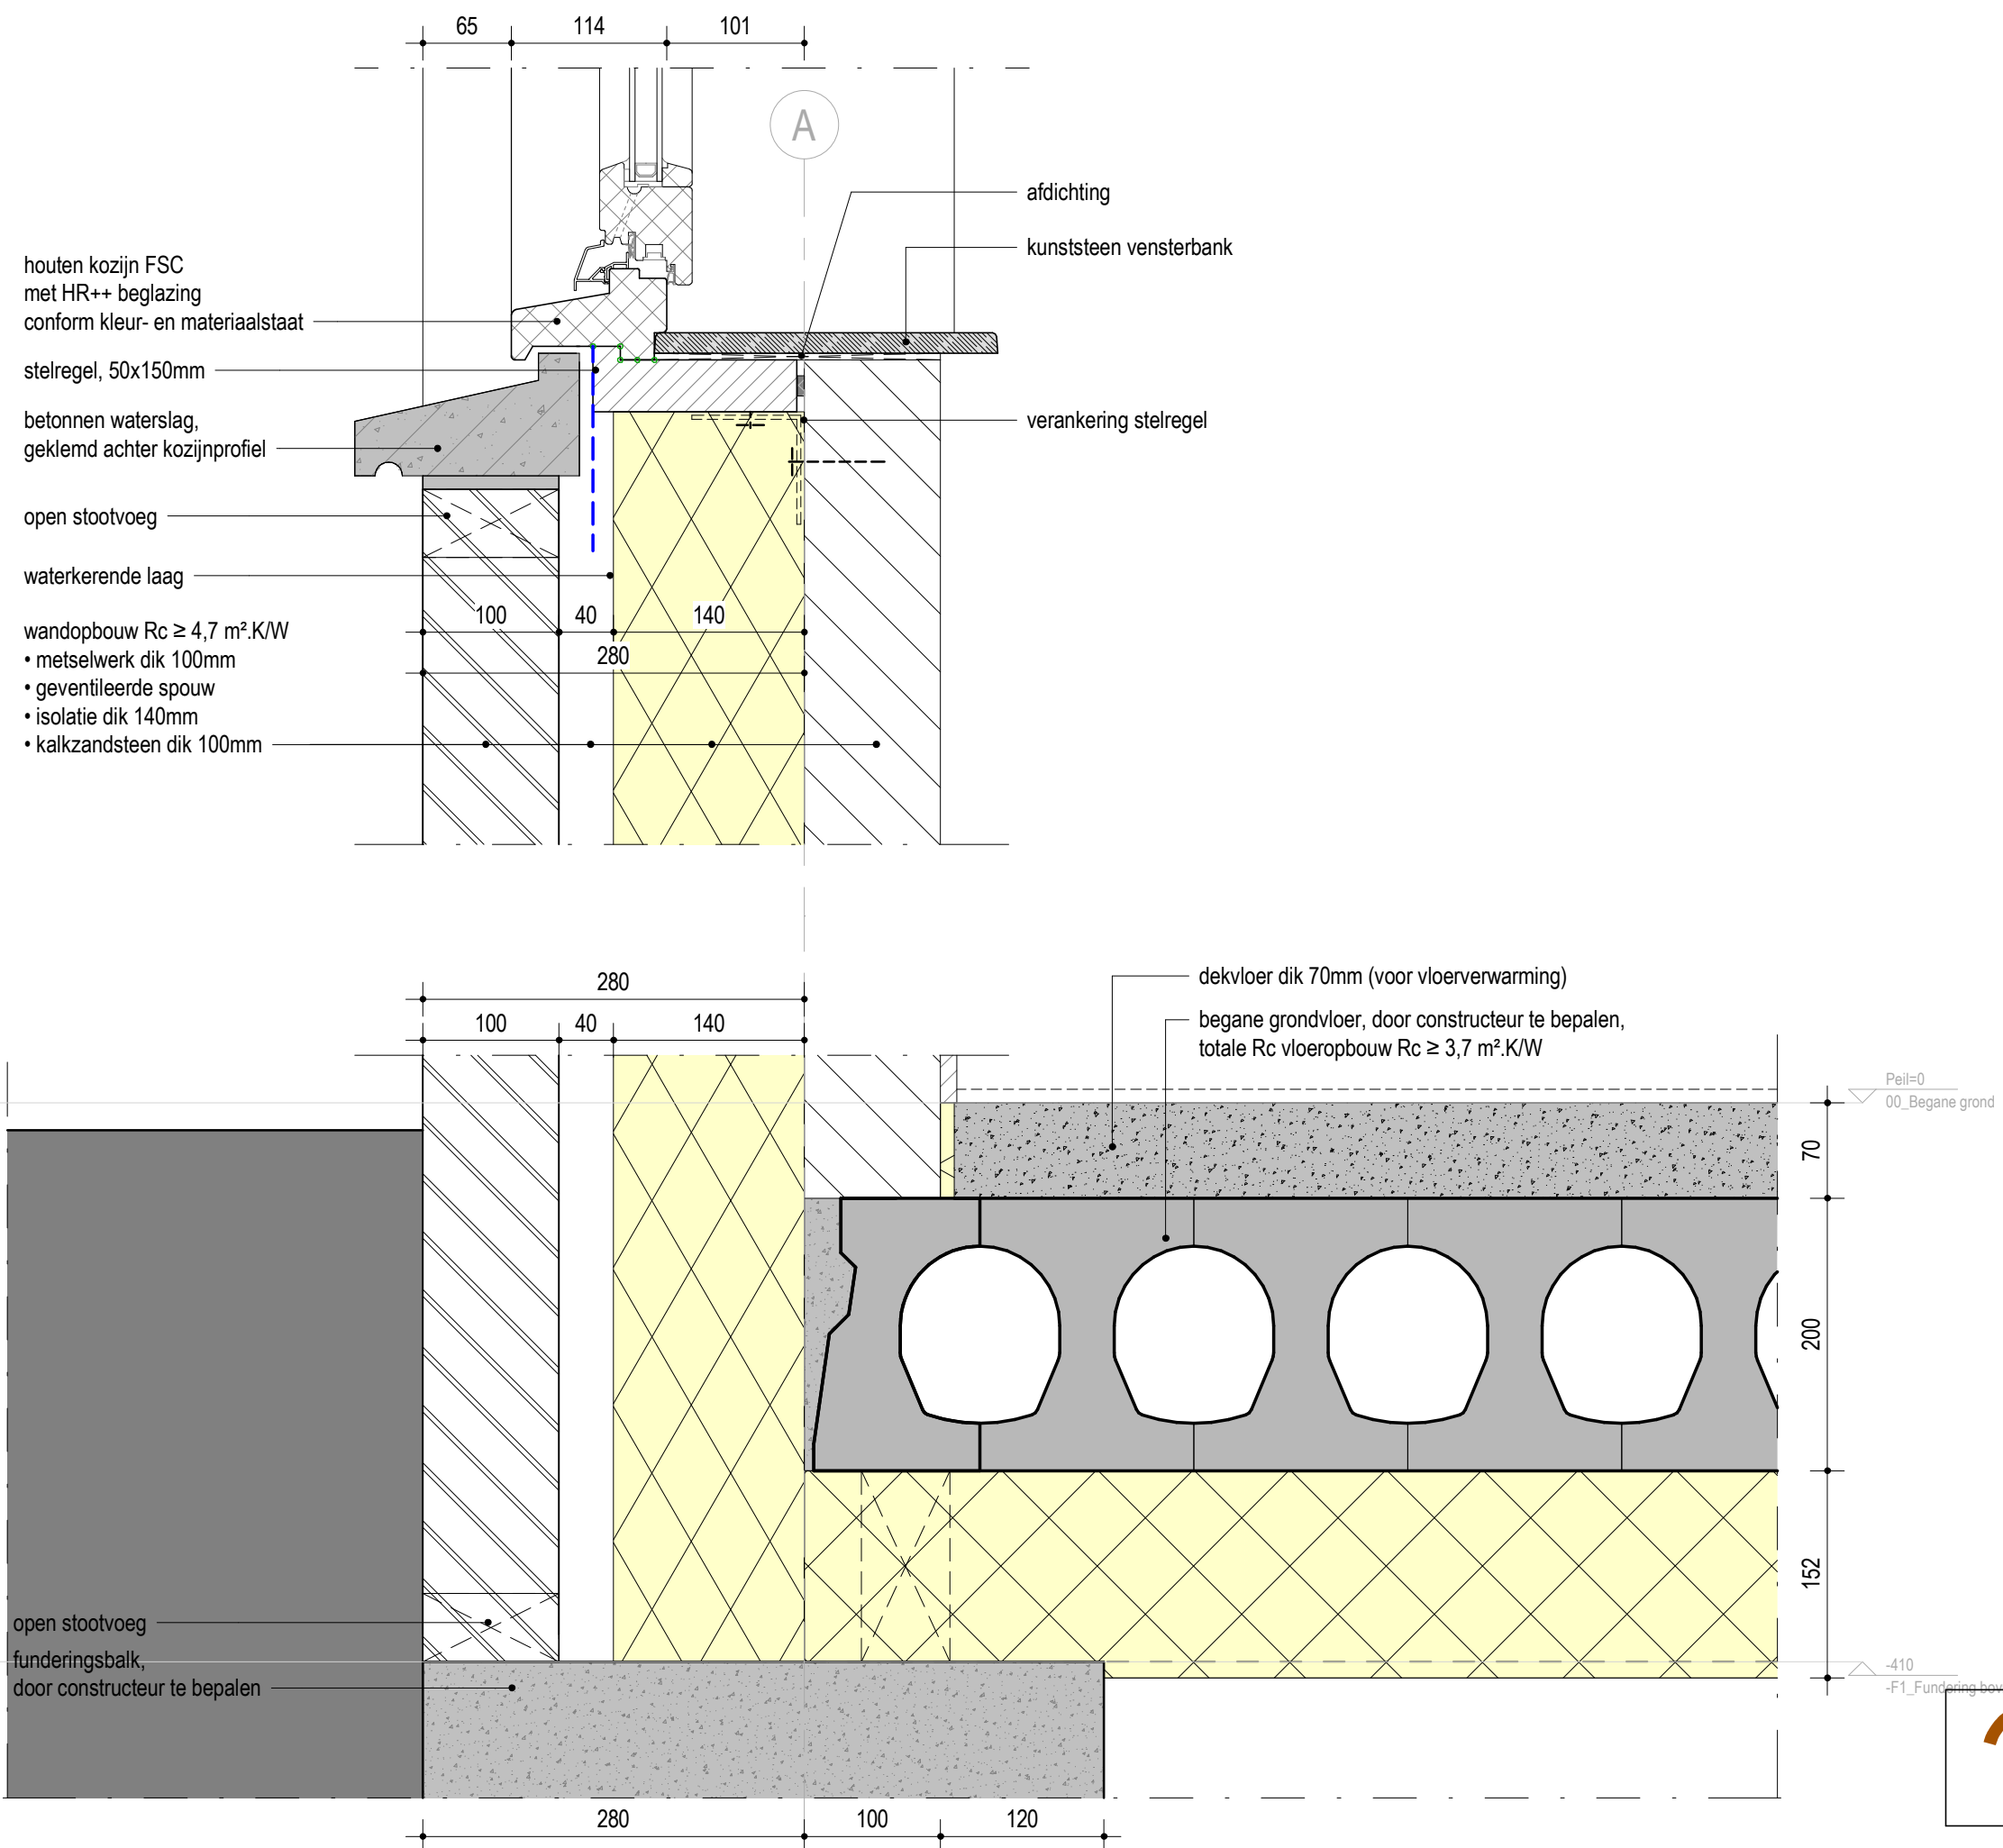 65 114 101
A
afdichting
kunststeen vensterbank
houten kozijn FSC
met HR++ beglazing
conform kleur- en materiaalstaat
stelregel, 50x150mm
betonnen waterslag,
geklemd achter kozijnprofiel
verankering stelregel
open stootvoeg
waterkerende laag
100 40 140
280
wandopbouw Rc ≥ 4,7 m².K/W
• metselwerk dik 100mm
• geventileerde spouw
• isolatie dik 140mm
• kalkzandsteen dik 100mm
280
100 40 140
dekvloer dik 70mm (voor vloerverwarming)
begane grondvloer, door constructeur te bepalen,
totale Rc vloeropbouw Rc ≥ 3,7 m².K/W
Peil=0
00_Begane grond
70
200
152
open stootvoeg
funderingsbalk,
door constructeur te bepalen
-410
-F1_Fundering bov
280 100 120